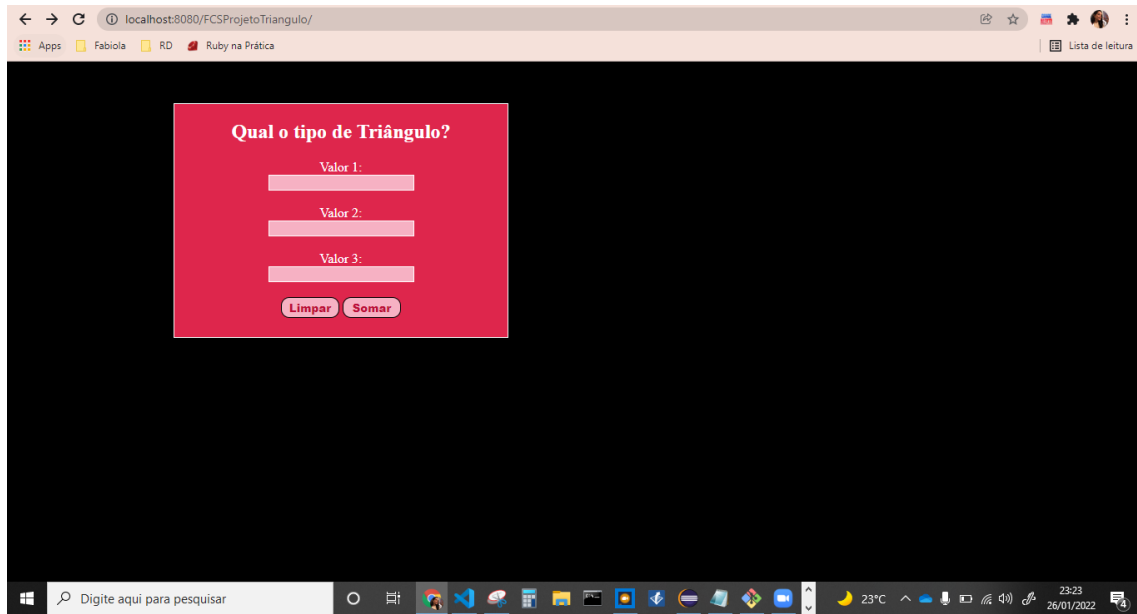 localhost:8080/FCSProjetoTriangulo/
Apps Fabiola RD Ruby na Prática Lista de leitura
Qual o tipo de Triângulo?
Valor 1:
Valor 2:
Valor 3:
Limpar Somar
Digite aqui para pesquisar 23°C 23:23
26/01/2022